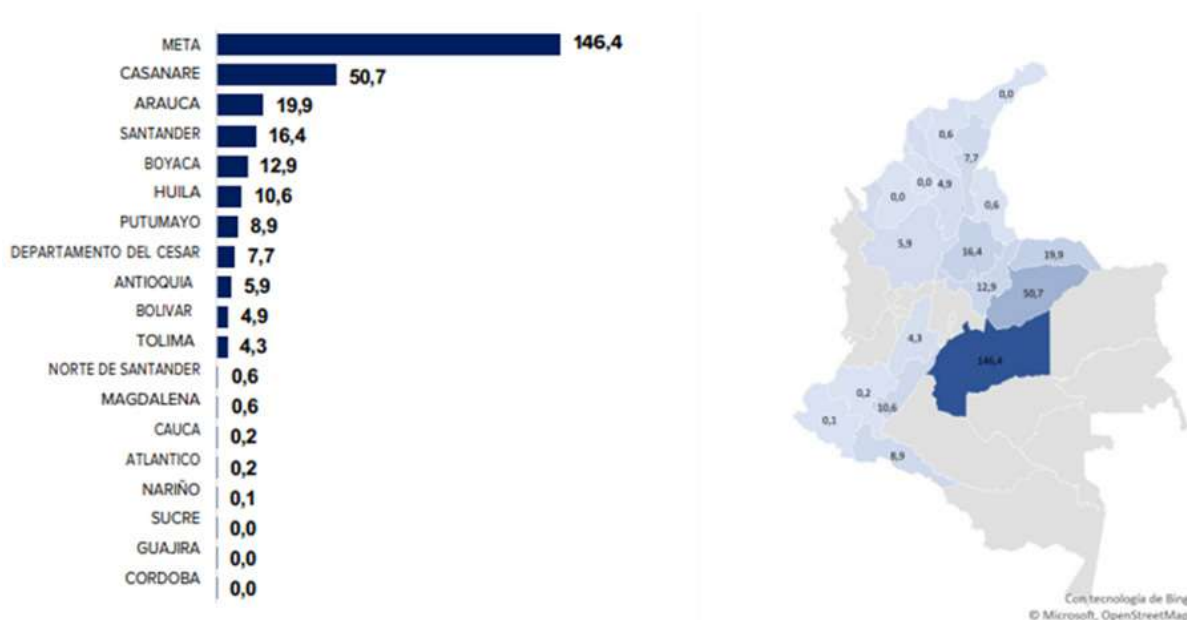 META 146,4
CASANARE 50,7
ARAUCA 19,9
SANTANDER 16,4
BOYACA 12,9
HUILA 10,6
PUTUMAYO 8,9
DEPARTAMENTO DEL CESAR 7,7
ANTIOQUIA 5,9
BOLIVAR 4,9
TOLIMA 4,3
NORTE DE SANTANDER 0,6
MAGDALENA 0,6
CAUCA 0,2
ATLANTICO 0,2
NARIÑO 0,1
SUCRE 0,0
GUAJIRA 0,0
CORDOBA 0,0
0,0
0,6
7,7
0,0
4,9
0,0
0,6
5,9
16,4
19,9
12,9
50,7
4,3
146,4
0,2
10,6
0,1
8,9
Con tecnología de Bing
© Microsoft, OpenStreetMap